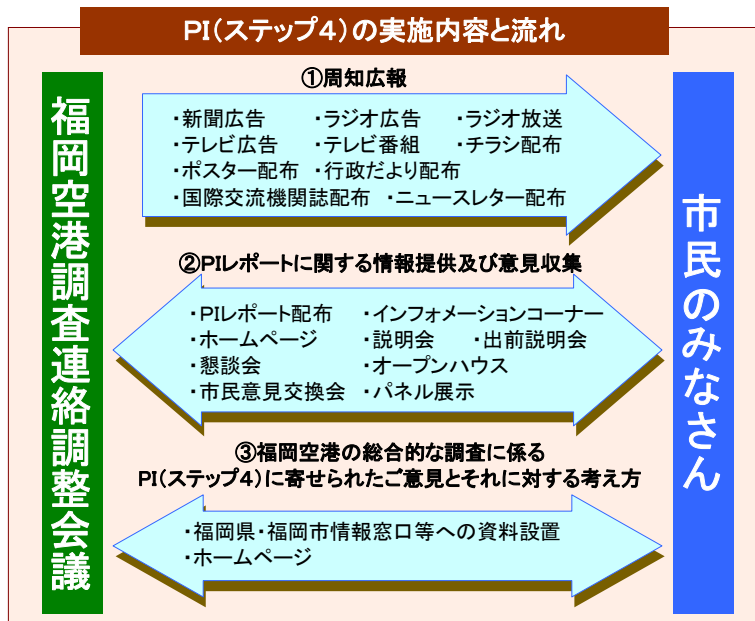 PI(ステップ4)の実施内容と流れ
福岡空港調査連絡調整会議
①周知広報
・新聞広告 ・ラジオ広告 ・ラジオ放送
・テレビ広告 ・テレビ番組 ・チラシ配布
・ポスター配布 ・行政だより配布
・国際交流機関誌配布 ・ニュースレター配布
②PIレポートに関する情報提供及び意見収集
・PIレポート配布 ・インフォメーションコーナー
・ホームページ ・説明会 ・出前説明会
・懇談会 ・オープンハウス
・市民意見交換会 ・パネル展示
③福岡空港の総合的な調査に係る
PI(ステップ4)に寄せられたご意見とそれに対する考え方
・福岡県・福岡市情報窓口等への資料設置
・ホームページ
市民のみなさん